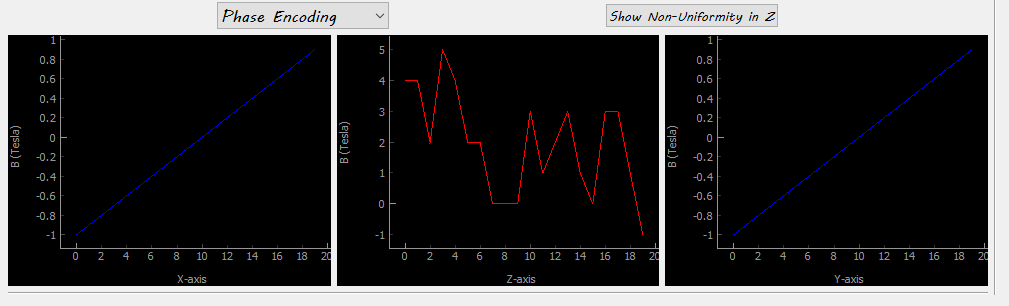 Phase Encoding
Show Non-Uniformity in Z
1
0.8
0.6
0.4
0.2
0
-0.2
-0.4
-0.6
-0.8
-1
B (Tesla)
0 2 4 6 8 10 12 14 16 18 20
X-axis
5
4
3
2
1
0
-1
B (Tesla)
0 2 4 6 8 10 12 14 16 18 20
Z-axis
1
0.8
0.6
0.4
0.2
0
-0.2
-0.4
-0.6
-0.8
-1
B (Tesla)
0 2 4 6 8 10 12 14 16 18 20
Y-axis